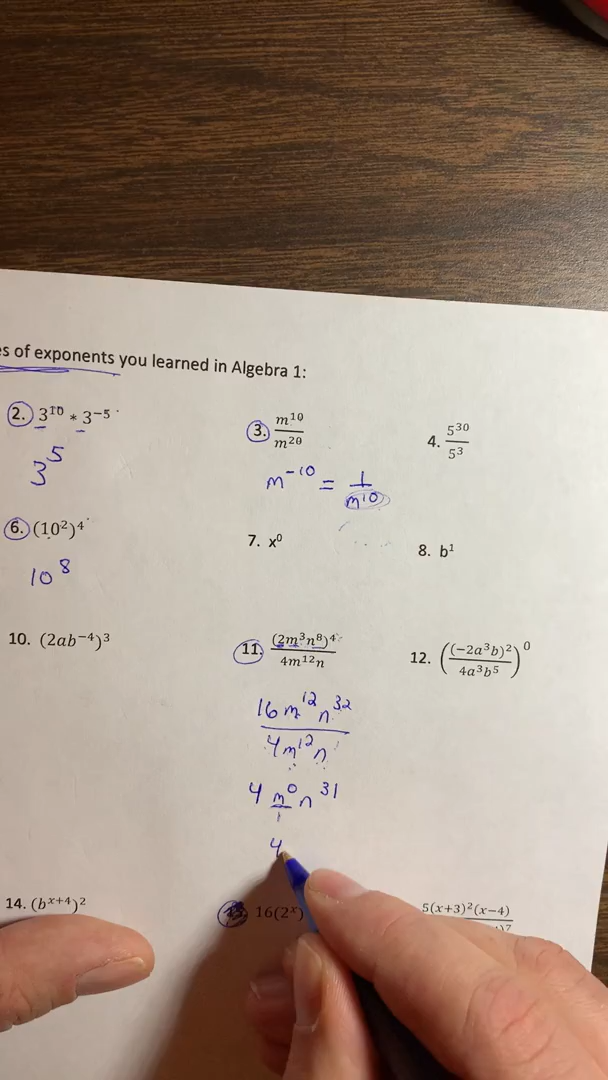 es of exponents you learned in Algebra 1:
2. 3^10 * 3^-5
3^5
3. m^10/m^20
m^-10 = 1/m^10
4. 5^30/5^3
6. (10^2)^4
10^8
7. x^0
8. b^1
10. (2ab^-4)^3
11. (2m^3n^8)^4/4m^12n
16m^12n^32/4m^12n
4m^0n^31
1
4
12. ((-2a^3b)^2/4a^3b^5)^0
14. (b^x+4)^2
15. 16(2^x)
5(x+3)^2(x-4)
)^7